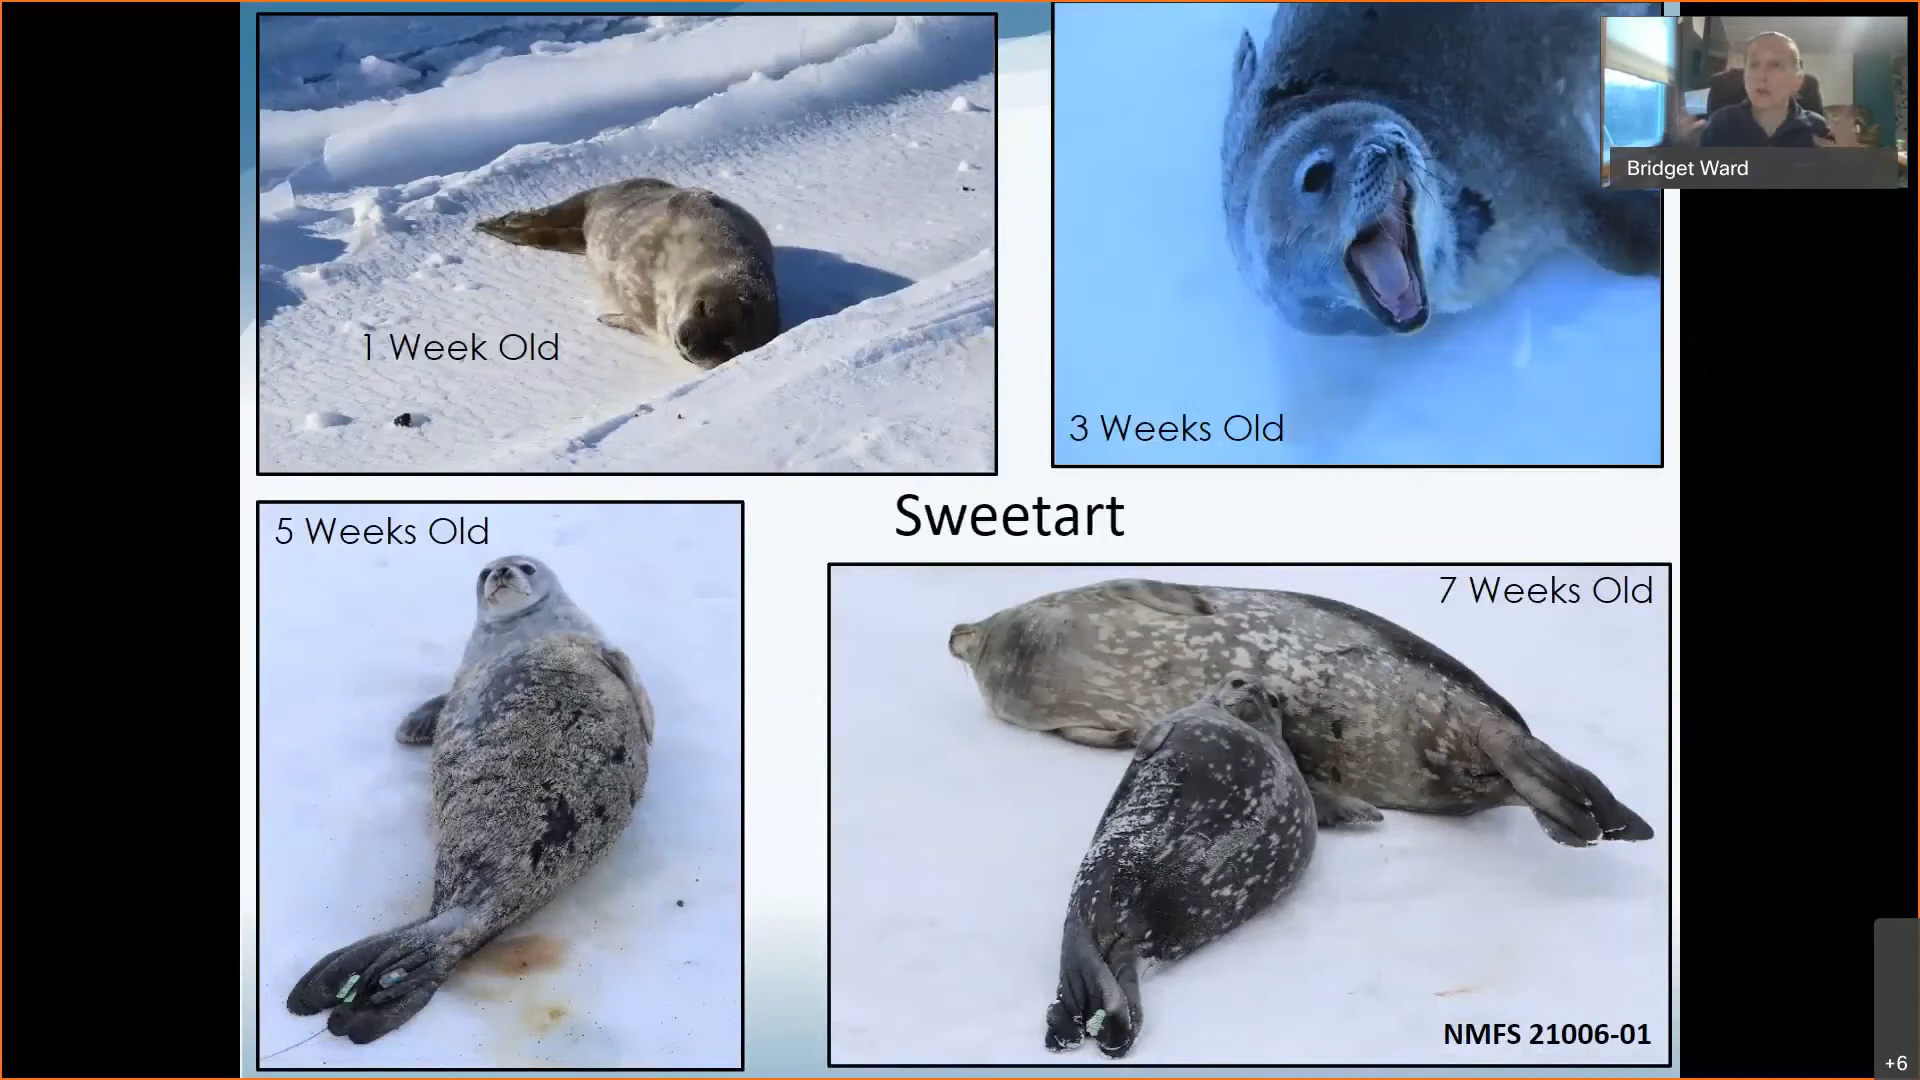 Bridget Ward
1 Week Old
3 Weeks Old
Sweetart
5 Weeks Old
7 Weeks Old
NMFS 21006-01
+6